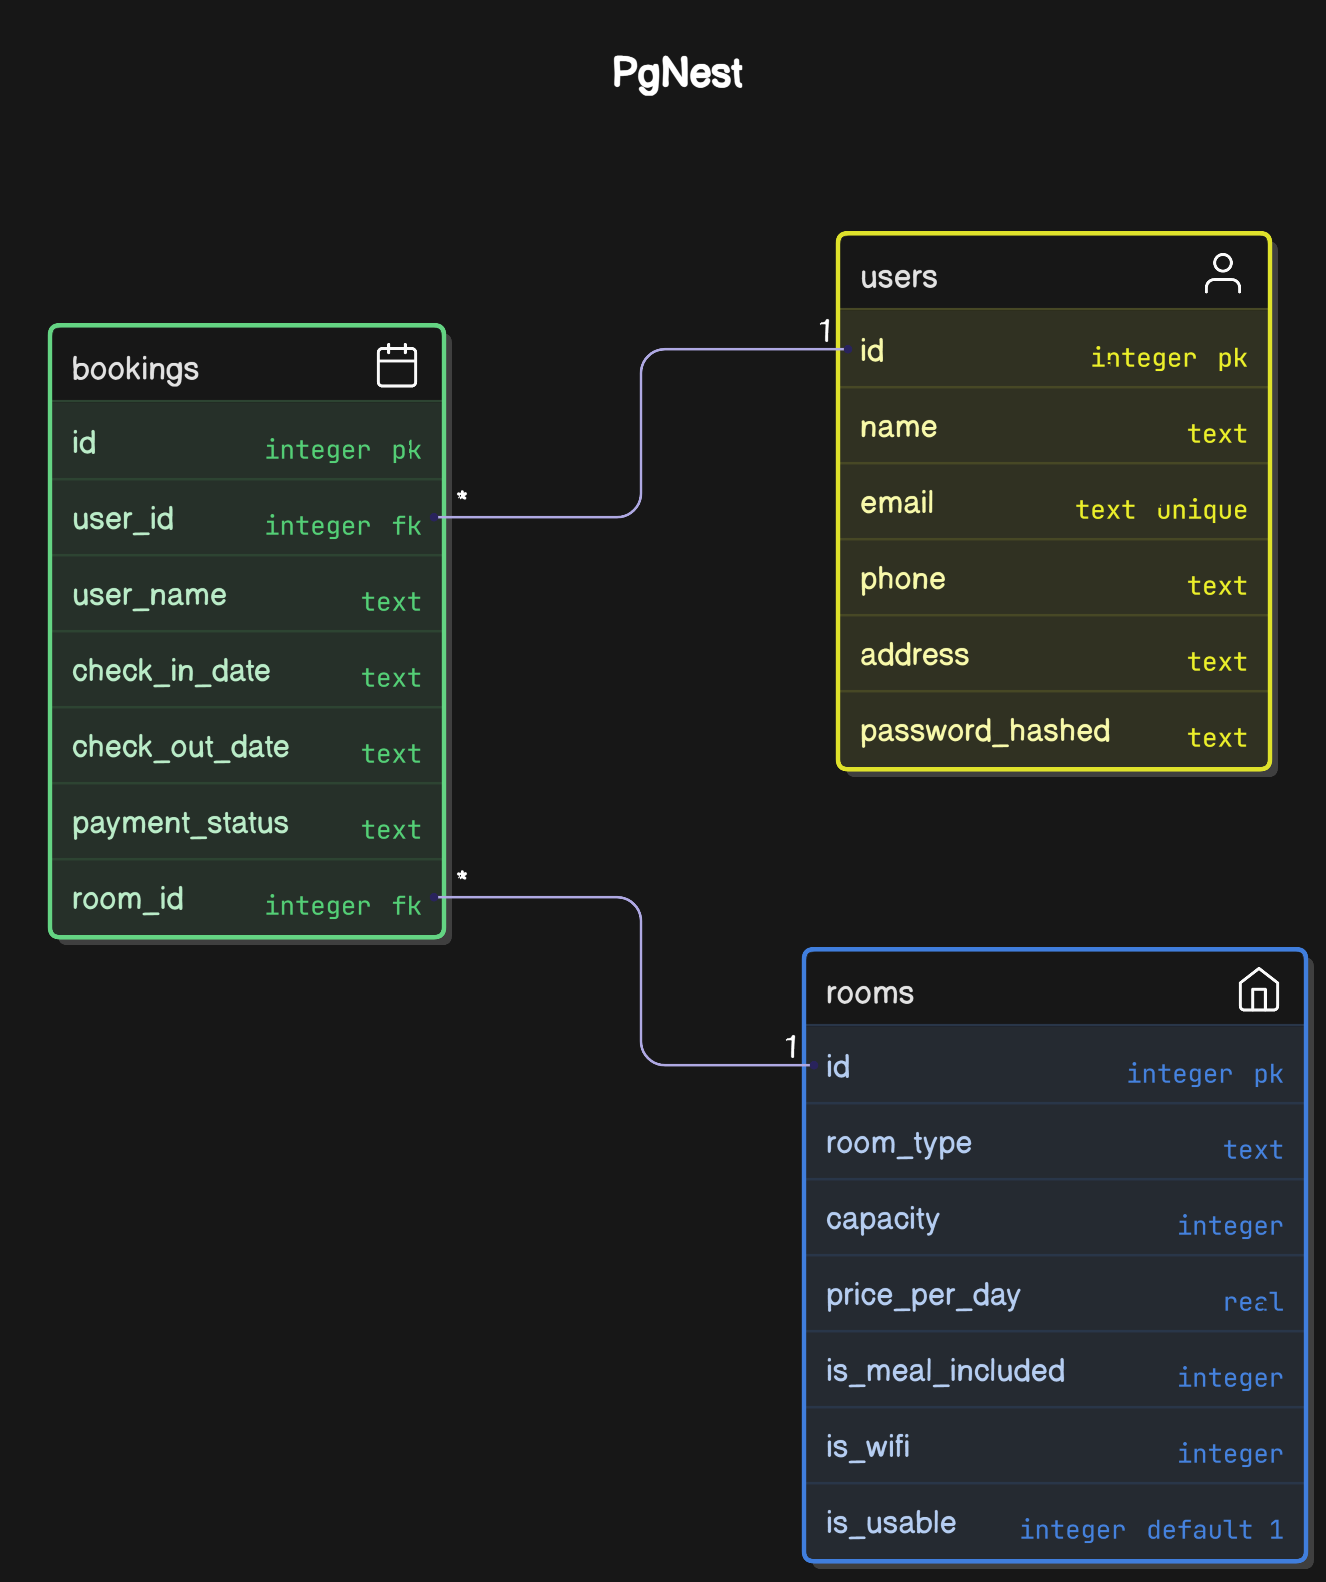 PgNest
bookings
id integer pk
user_id integer fk
user_name text
check_in_date text
check_out_date text
payment_status text
room_id integer fk
*
*
1
1
users
id integer pk
name text
email text unique
phone text
address text
password_hashed text
rooms
id integer pk
room_type text
capacity integer
price_per_day real
is_meal_included integer
is_wifi integer
is_usable integer default 1